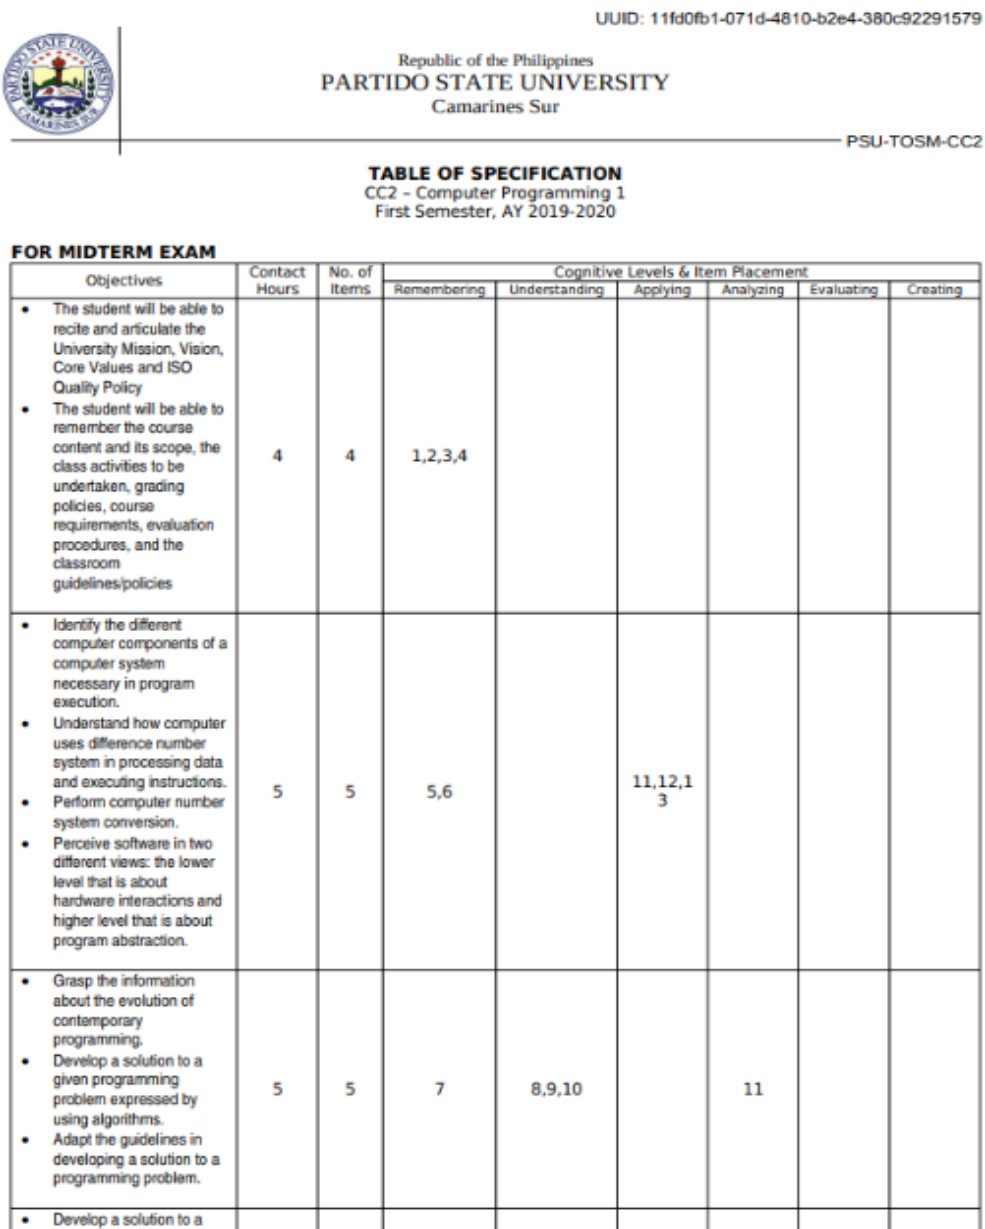 UUID: 11fd0fb1-071d-4810-b2e4-380c92291579
PARTIDO STATE UNIVERSITY
CAMARINES SUR
Republic of the Philippines
PARTIDO STATE UNIVERSITY
Camarines Sur
PSU-TOSM-CC2
TABLE OF SPECIFICATION
CC2 – Computer Programming 1
First Semester, AY 2019-2020
FOR MIDTERM EXAM
Objectives
Contact
Hours
No. of
Items
Cognitive Levels & Item Placement
Remembering Understanding Applying Analyzing Evaluating Creating
• The student will be able to
recite and articulate the
University Mission, Vision,
Core Values and ISO
Quality Policy
• The student will be able to
remember the course
content and its scope, the
class activities to be
undertaken, grading
policies, course
requirements, evaluation
procedures, and the
classroom
guidelines/policies
4 4 1,2,3,4
• Identify the different
computer components of a
computer system
necessary in program
execution.
• Understand how computer
uses difference number
system in processing data
and executing instructions.
• Perform computer number
system conversion.
• Perceive software in two
different views: the lower
level that is about
hardware interactions and
higher level that is about
program abstraction.
5 5 5,6 11,12,1
3
• Grasp the information
about the evolution of
contemporary
programming.
• Develop a solution to a
given programming
problem expressed by
using algorithms.
• Adapt the guidelines in
developing a solution to a
programming problem.
5 5 7 8,9,10 11
• Develop a solution to a